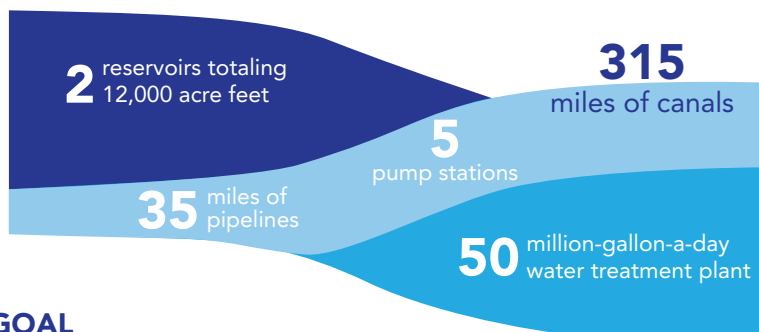 2 reservoirs totaling
12,000 acre feet
315
miles of canals
5
pump stations
35 miles of
pipelines
50 million-gallon-a-day
water treatment plant
GOAL